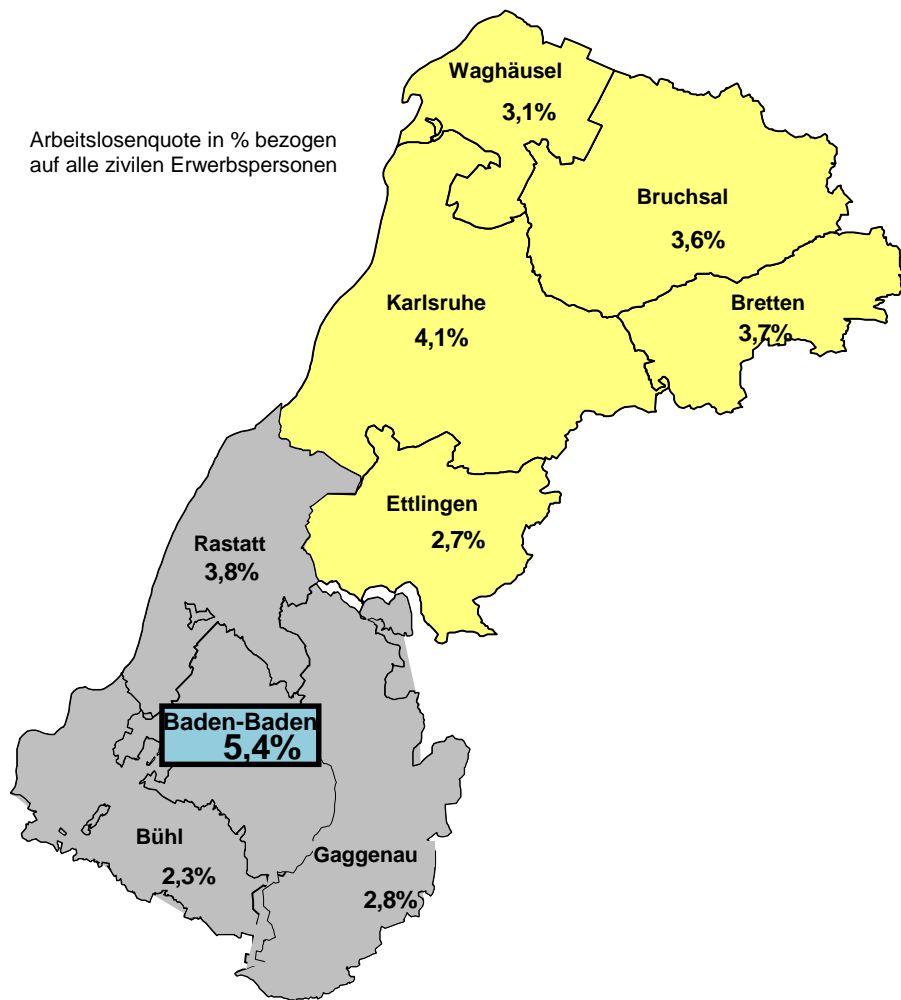 Waghäusel
3,1%
Arbeitslosenquote in % bezogen
auf alle zivilen Erwerbspersonen
Bruchsal
3,6%
Karlsruhe
4,1%
Bretten
3,7%
Ettlingen
2,7%
Rastatt
3,8%
Baden-Baden
5,4%
Bühl
2,3%
Gaggenau
2,8%